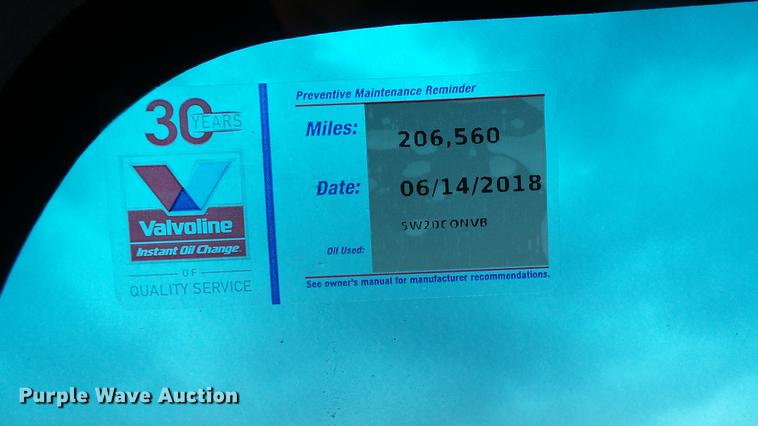 30 YEARS
Valvoline
Instant Oil Change
OF
QUALITY SERVICE
Preventive Maintenance Reminder
Miles: 206,560
Date: 06/14/2018
Oil Used: 5W20CONVB
See owner's manual for manufacturer recommendations.
Purple Wave Auction